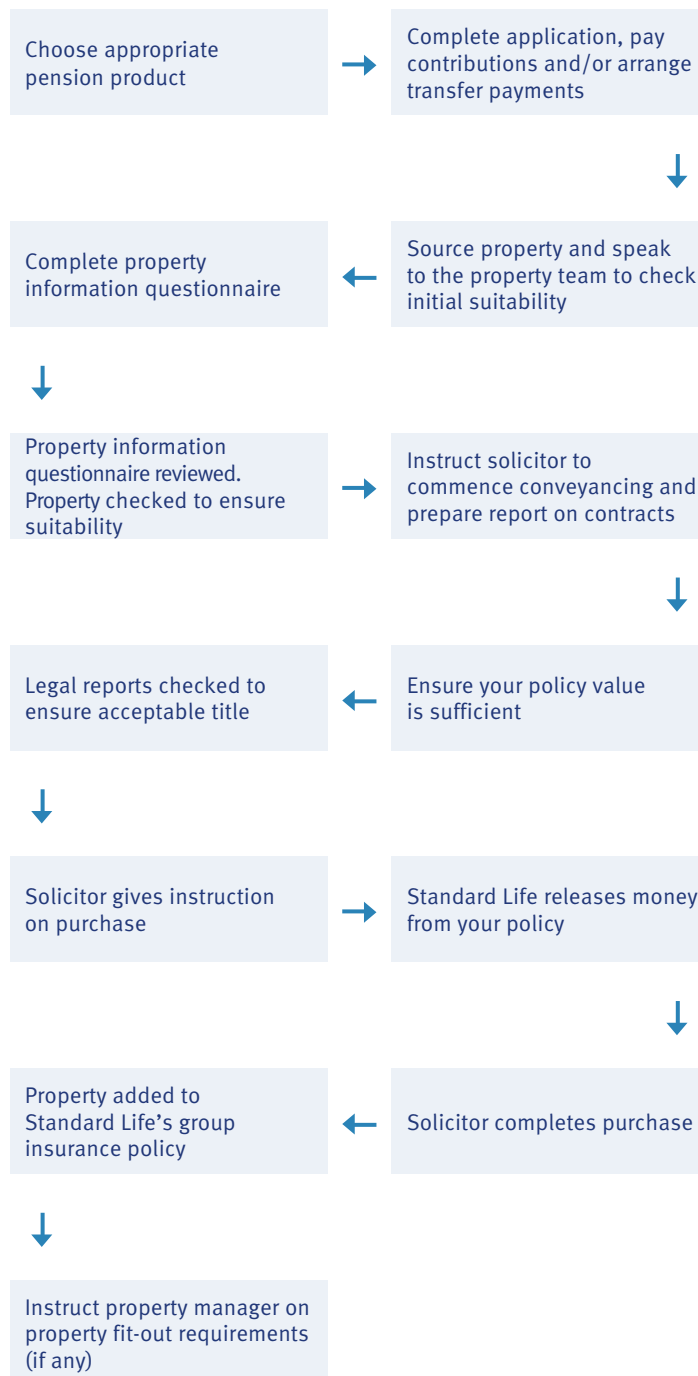 Choose appropriate
pension product
Complete application, pay
contributions and/or arrange
transfer payments
Source property and speak
to the property team to check
initial suitability
Complete property
information questionnaire
Property information
questionnaire reviewed.
Property checked to ensure
suitability
Instruct solicitor to
commence conveyancing and
prepare report on contracts
Ensure your policy value
is sufficient
Legal reports checked to
ensure acceptable title
Solicitor gives instruction
on purchase
Standard Life releases money
from your policy
Solicitor completes purchase
Property added to
Standard Life’s group
insurance policy
Instruct property manager on
property fit-out requirements
(if any)